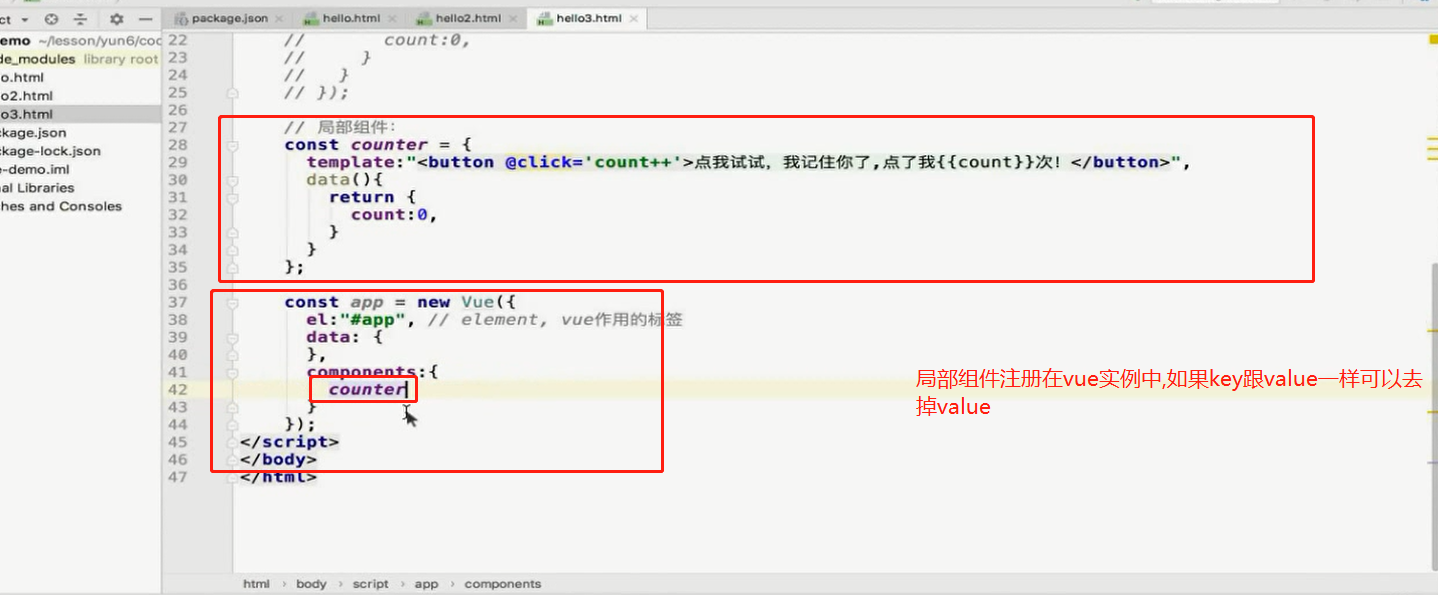 ct
package.json
hello.html
hello2.html
hello3.html
emo ~/lesson/yun6/coc
de_modules library root
o.html
o2.html
o3.html
ckage.json
ckage-lock.json
e-demo.iml
nal Libraries
ches and Consoles
22 // count:0,
23 // }
24 // }
25 // });
26
27 // 局部组件:
28 const counter = {
29 template:"<button @click='count++'>点我试试，我记住你了,点了我{{count}}次! </button>",
30 data(){
31 return {
32 count:0,
33 }
34 }
35 };
36
37 const app = new Vue({
38 el:"#app", // element, vue作用的标签
39 data: {
40 },
41 components:{
42 counter
43 }
44 });
45 </script>
46 </body>
47 </html>
局部组件注册在vue实例中,如果key跟value一样可以去
掉value
html › body › script › app › components